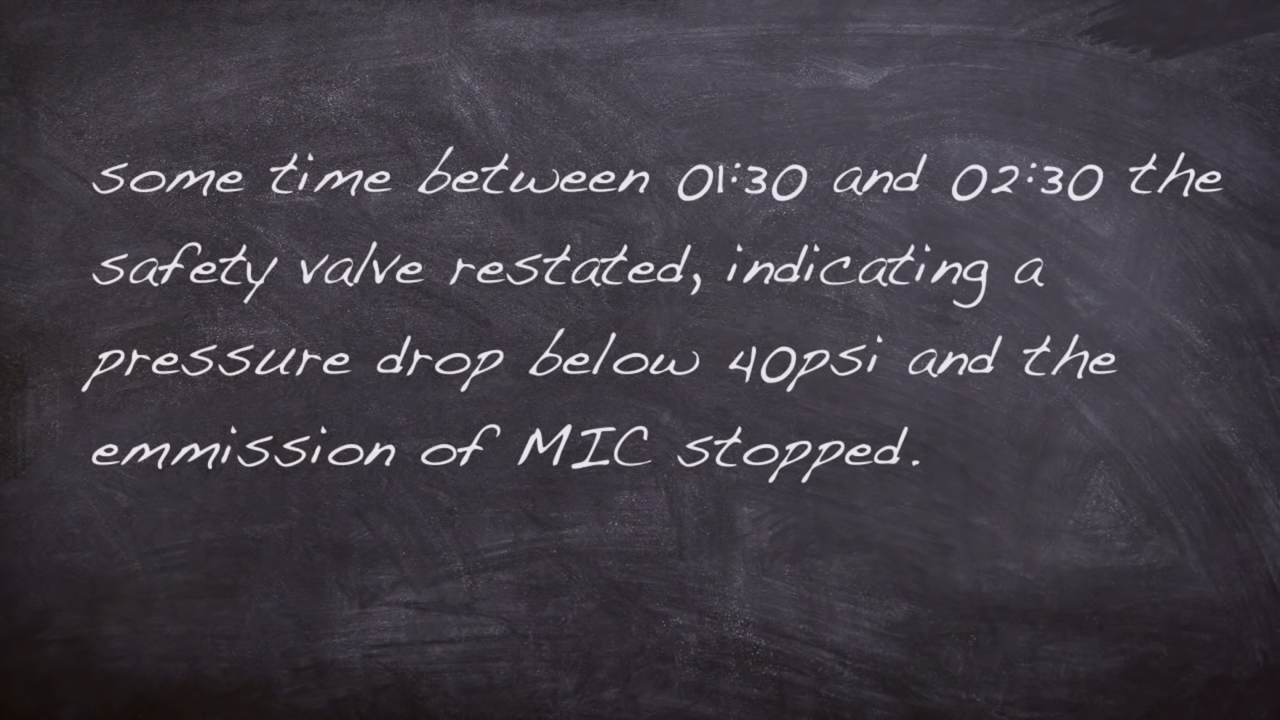 some time between 01:30 and 02:30 the
safety valve restated, indicating a
pressure drop below 40psi and the
emmission of MIC stopped.